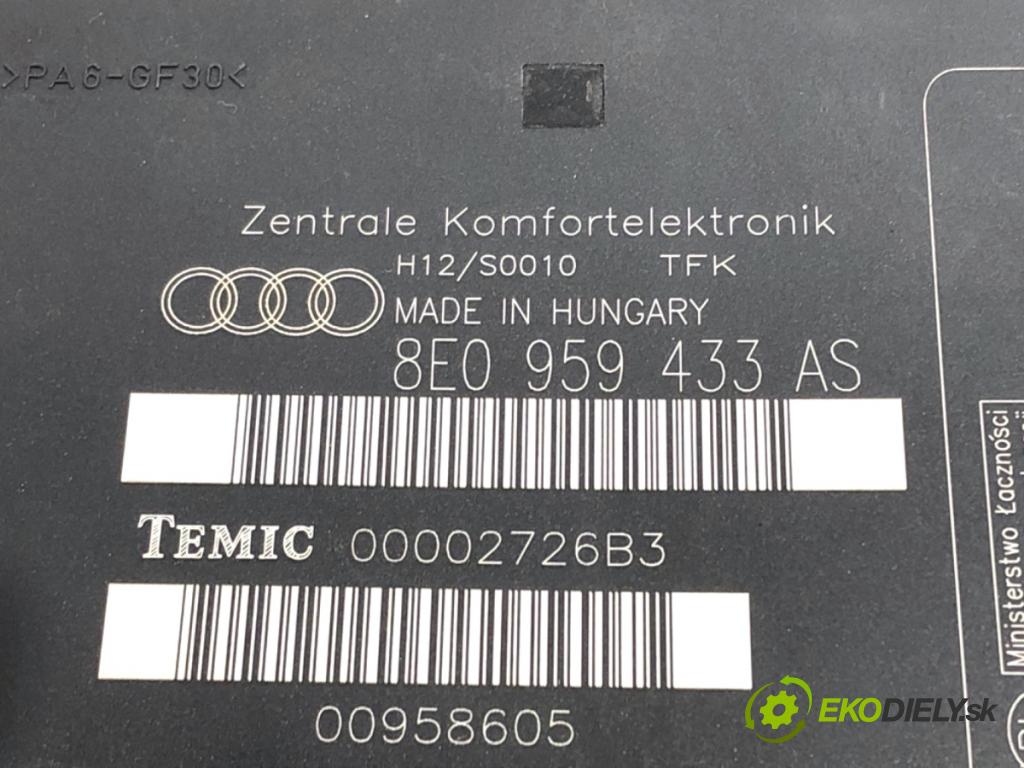 >PA6-GF30<
Zentrale Komfortelektronik
H12/S0010 TFK
MADE IN HUNGARY
8E0 959 433 AS
TEMIC 00002726B3
00958605
Ministerstwo Łączności
EKODIELY.sk